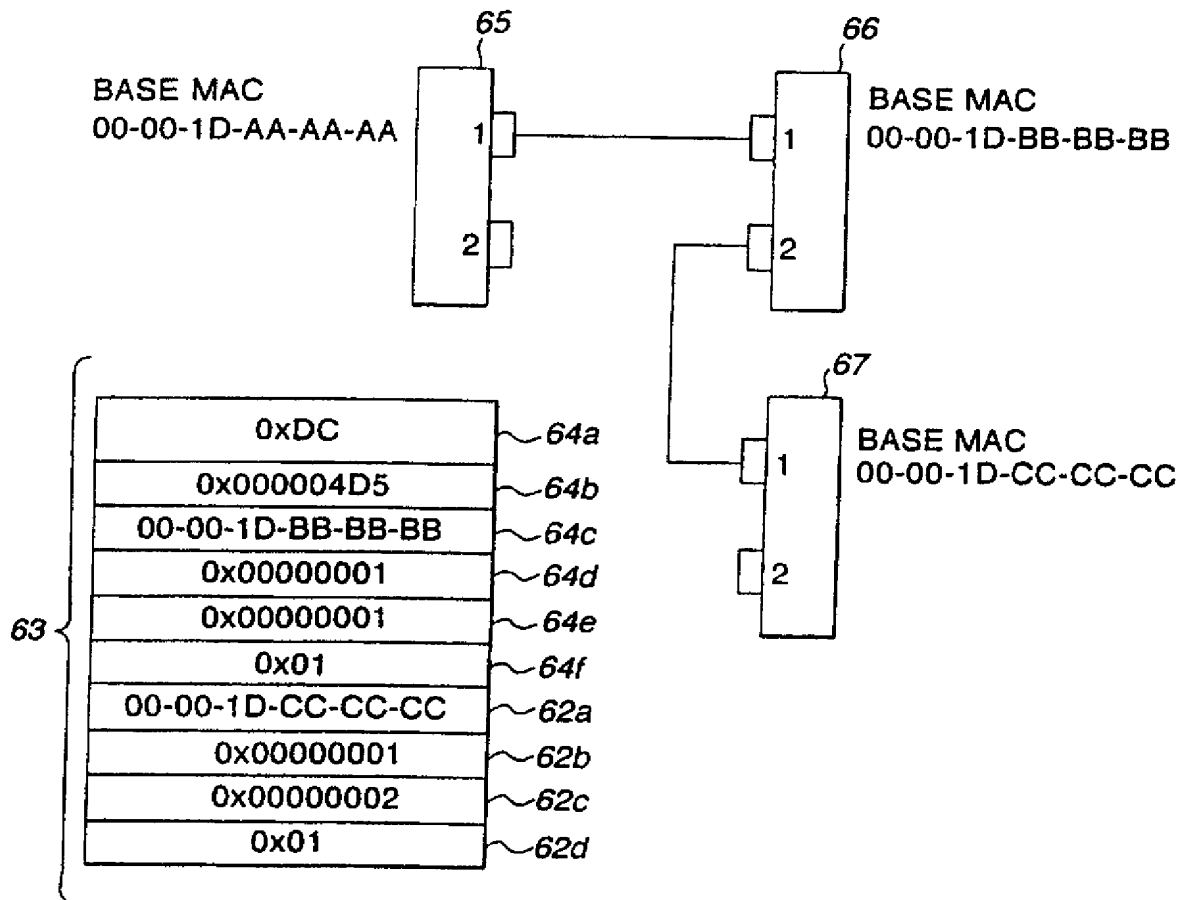 65
66
BASE MAC
00-00-1D-AA-AA-AA
1
2
1
2
BASE MAC
00-00-1D-BB-BB-BB
67
1
2
BASE MAC
00-00-1D-CC-CC-CC
63
0xDC 64a
0x000004D5 64b
00-00-1D-BB-BB-BB 64c
0x00000001 64d
0x00000001 64e
0x01 64f
00-00-1D-CC-CC-CC 62a
0x00000001 62b
0x00000002 62c
0x01 62d